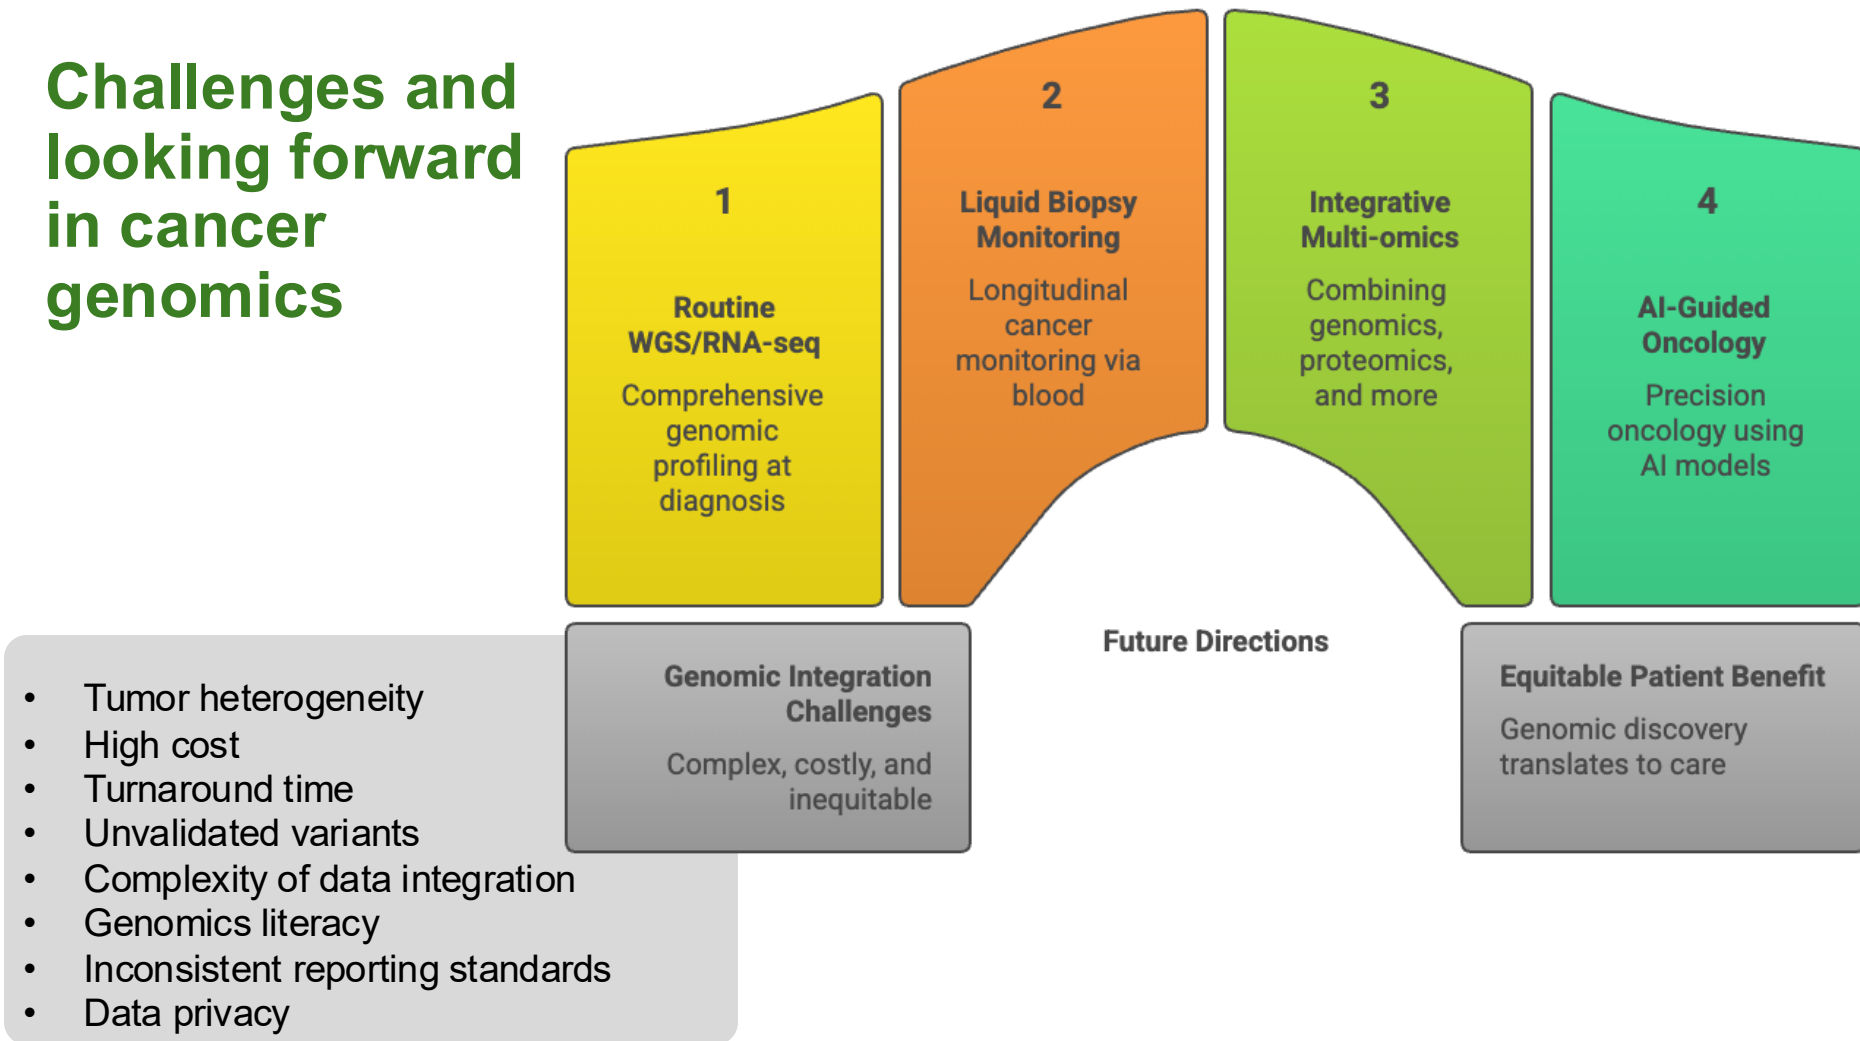 Challenges and
looking forward
in cancer
genomics
1
Routine
WGS/RNA-seq
Comprehensive
genomic
profiling at
diagnosis
2
Liquid Biopsy
Monitoring
Longitudinal
cancer
monitoring via
blood
3
Integrative
Multi-omics
Combining
genomics,
proteomics,
and more
4
AI-Guided
Oncology
Precision
oncology using
AI models
Future Directions
Genomic Integration
Challenges
Complex, costly, and
inequitable
Equitable Patient Benefit
Genomic discovery
translates to care
• Tumor heterogeneity
• High cost
• Turnaround time
• Unvalidated variants
• Complexity of data integration
• Genomics literacy
• Inconsistent reporting standards
• Data privacy